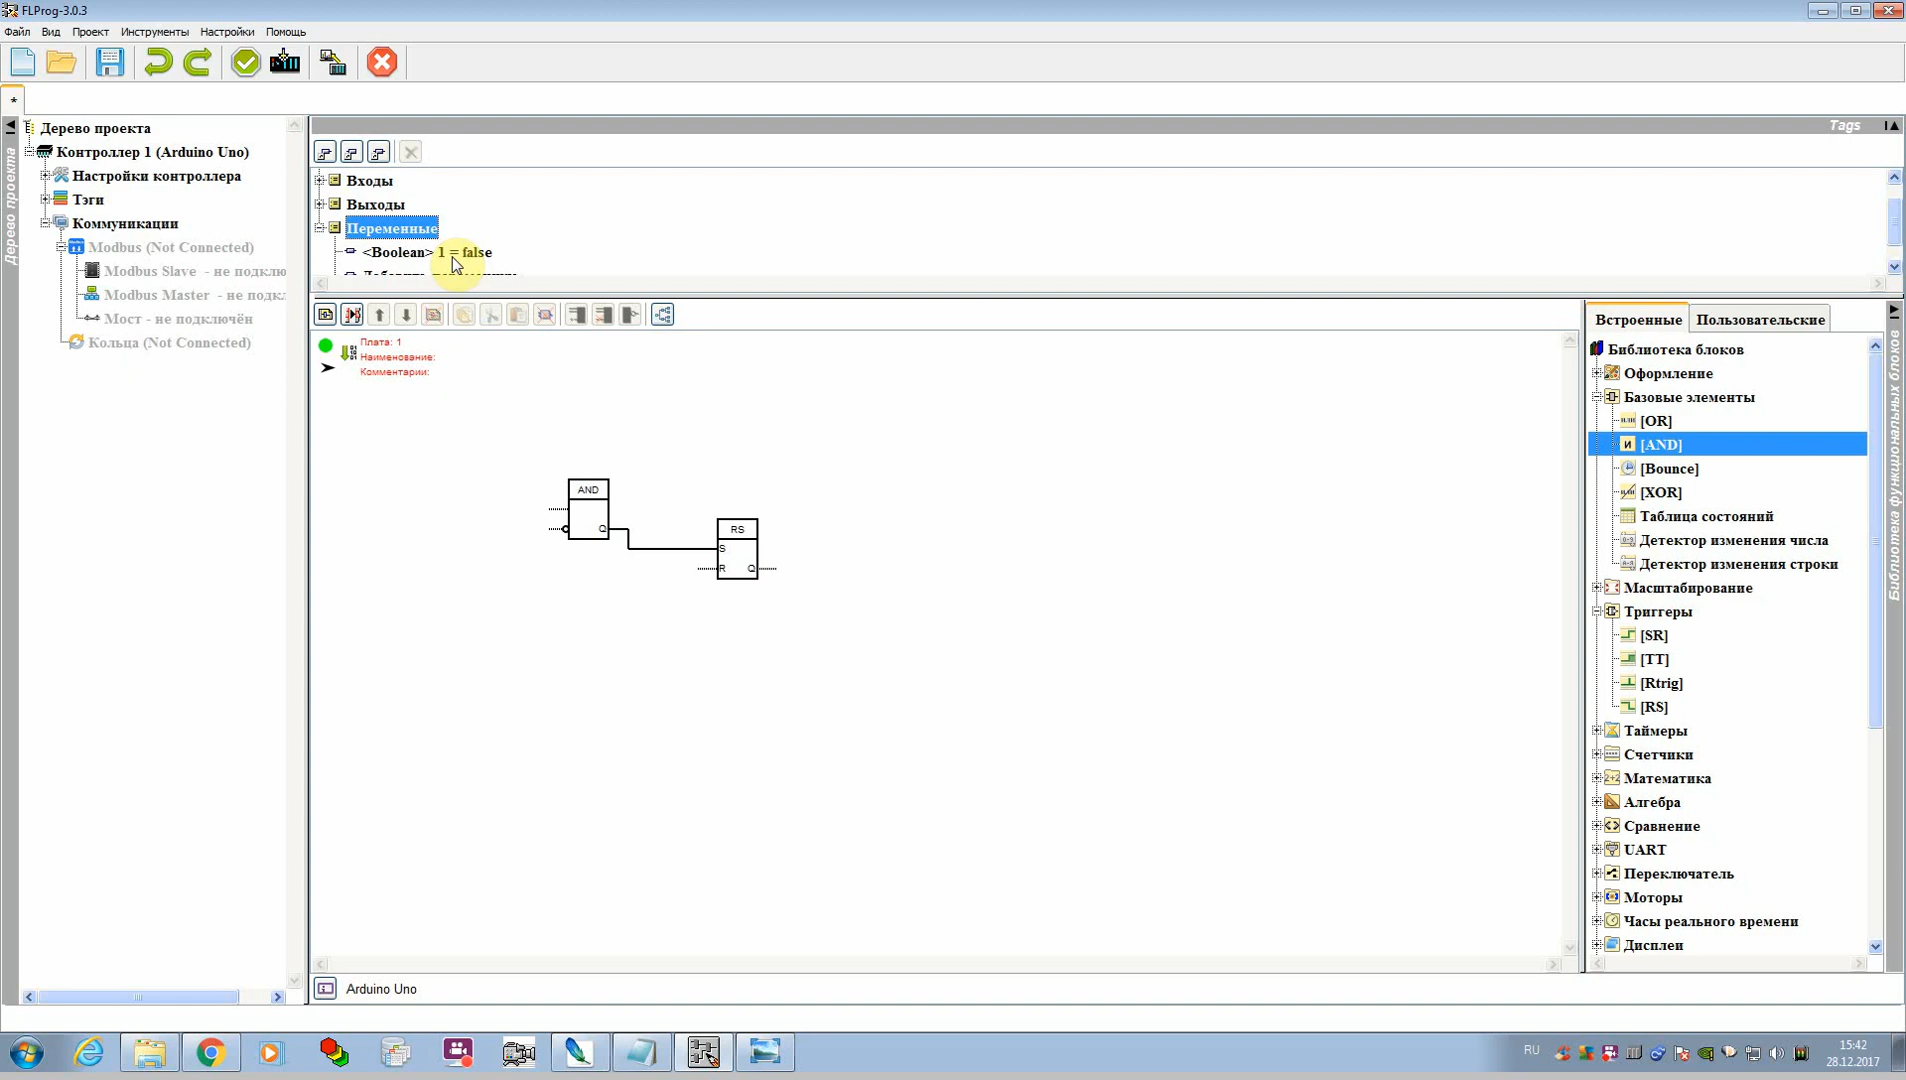 FLProg-3.0.3
Файл Вид Проект Инструменты Настройки Помощь
*
Дерево проекта
Дерево проекта
Контроллер 1 (Arduino Uno)
Настройки контроллера
Тэги
Коммуникации
Modbus (Not Connected)
Modbus Slave - не подклю
Modbus Master - не подкл
Мост - не подключён
Кольца (Not Connected)
Tags
Входы
Выходы
Переменные
<Boolean> 1 = false
Плата: 1
Наименование:
Комментарии:
AND
Q
RS
S
R Q
Arduino Uno
Встроенные Пользовательские
Библиотека блоков
Оформление
Базовые элементы
[OR]
[AND]
[Bounce]
[XOR]
Таблица состояний
Детектор изменения числа
Детектор изменения строки
Масштабирование
Триггеры
[SR]
[TT]
[Rtrig]
[RS]
Таймеры
Счетчики
Математика
Алгебра
Сравнение
UART
Переключатель
Моторы
Часы реального времени
Дисплеи
Библиотека функциональных блоков
RU
15:42
28.12.2017